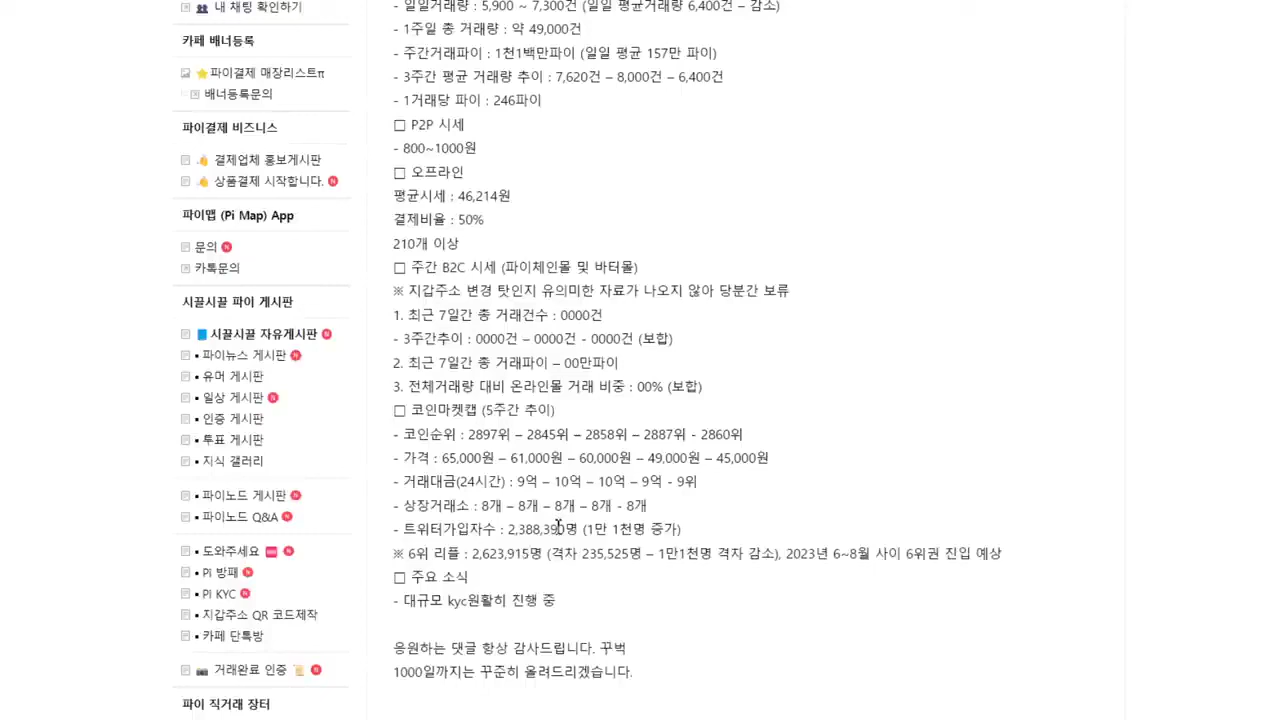 내 채팅 확인하기
카페 배너등록
파이결제 매장리스트π
배너등록문의
파이결제 비즈니스
결제업체 홍보게시판
상품결제 시작합니다. N
파이맵 (Pi Map) App
문의 N
카톡문의
시끌시끌 파이 게시판
시끌시끌 자유게시판 N
▪ 파이뉴스 게시판 N
▪ 유머 게시판
▪ 일상 게시판 N
▪ 인증 게시판
▪ 투표 게시판
▪ 지식 갤러리
▪ 파이노드 게시판 N
▪ 파이노드 Q&A N
▪ 도와주세요 N
▪ PI 방패 N
▪ PI KYC N
▪ 지갑주소 QR 코드제작
▪ 카페 단톡방
거래완료 인증 N
파이 직거래 장터
- 일일거래량 : 5,900 ~ 7,300건 (일일 평균거래량 6,400건 – 감소)
- 1주일 총 거래량 : 약 49,000건
- 주간거래파이 : 1천1백만파이 (일일 평균 157만 파이)
- 3주간 평균 거래량 추이 : 7,620건 – 8,000건 – 6,400건
- 1거래당 파이 : 246파이
□ P2P 시세
- 800~1000원
□ 오프라인
평균시세 : 46,214원
결제비율 : 50%
210개 이상
□ 주간 B2C 시세 (파이체인몰 및 바터몰)
※ 지갑주소 변경 탓인지 유의미한 자료가 나오지 않아 당분간 보류
1. 최근 7일간 총 거래건수 : 0000건
- 3주간추이 : 0000건 – 0000건 - 0000건 (보합)
2. 최근 7일간 총 거래파이 – 00만파이
3. 전체거래량 대비 온라인몰 거래 비중 : 00% (보합)
□ 코인마켓캡 (5주간 추이)
- 코인순위 : 2897위 – 2845위 – 2858위 – 2887위 - 2860위
- 가격 : 65,000원 – 61,000원 – 60,000원 – 49,000원 – 45,000원
- 거래대금(24시간) : 9억 – 10억 – 10억 – 9억 - 9위
- 상장거래소 : 8개 – 8개 – 8개 – 8개 - 8개
- 트위터가입자수 : 2,388,390명 (1만 1천명 증가)
※ 6위 리플 : 2,623,915명 (격차 235,525명 – 1만1천명 격차 감소), 2023년 6~8월 사이 6위권 진입 예상
□ 주요 소식
- 대규모 kyc원활히 진행 중
응원하는 댓글 항상 감사드립니다. 꾸벅
1000일까지는 꾸준히 올려드리겠습니다.